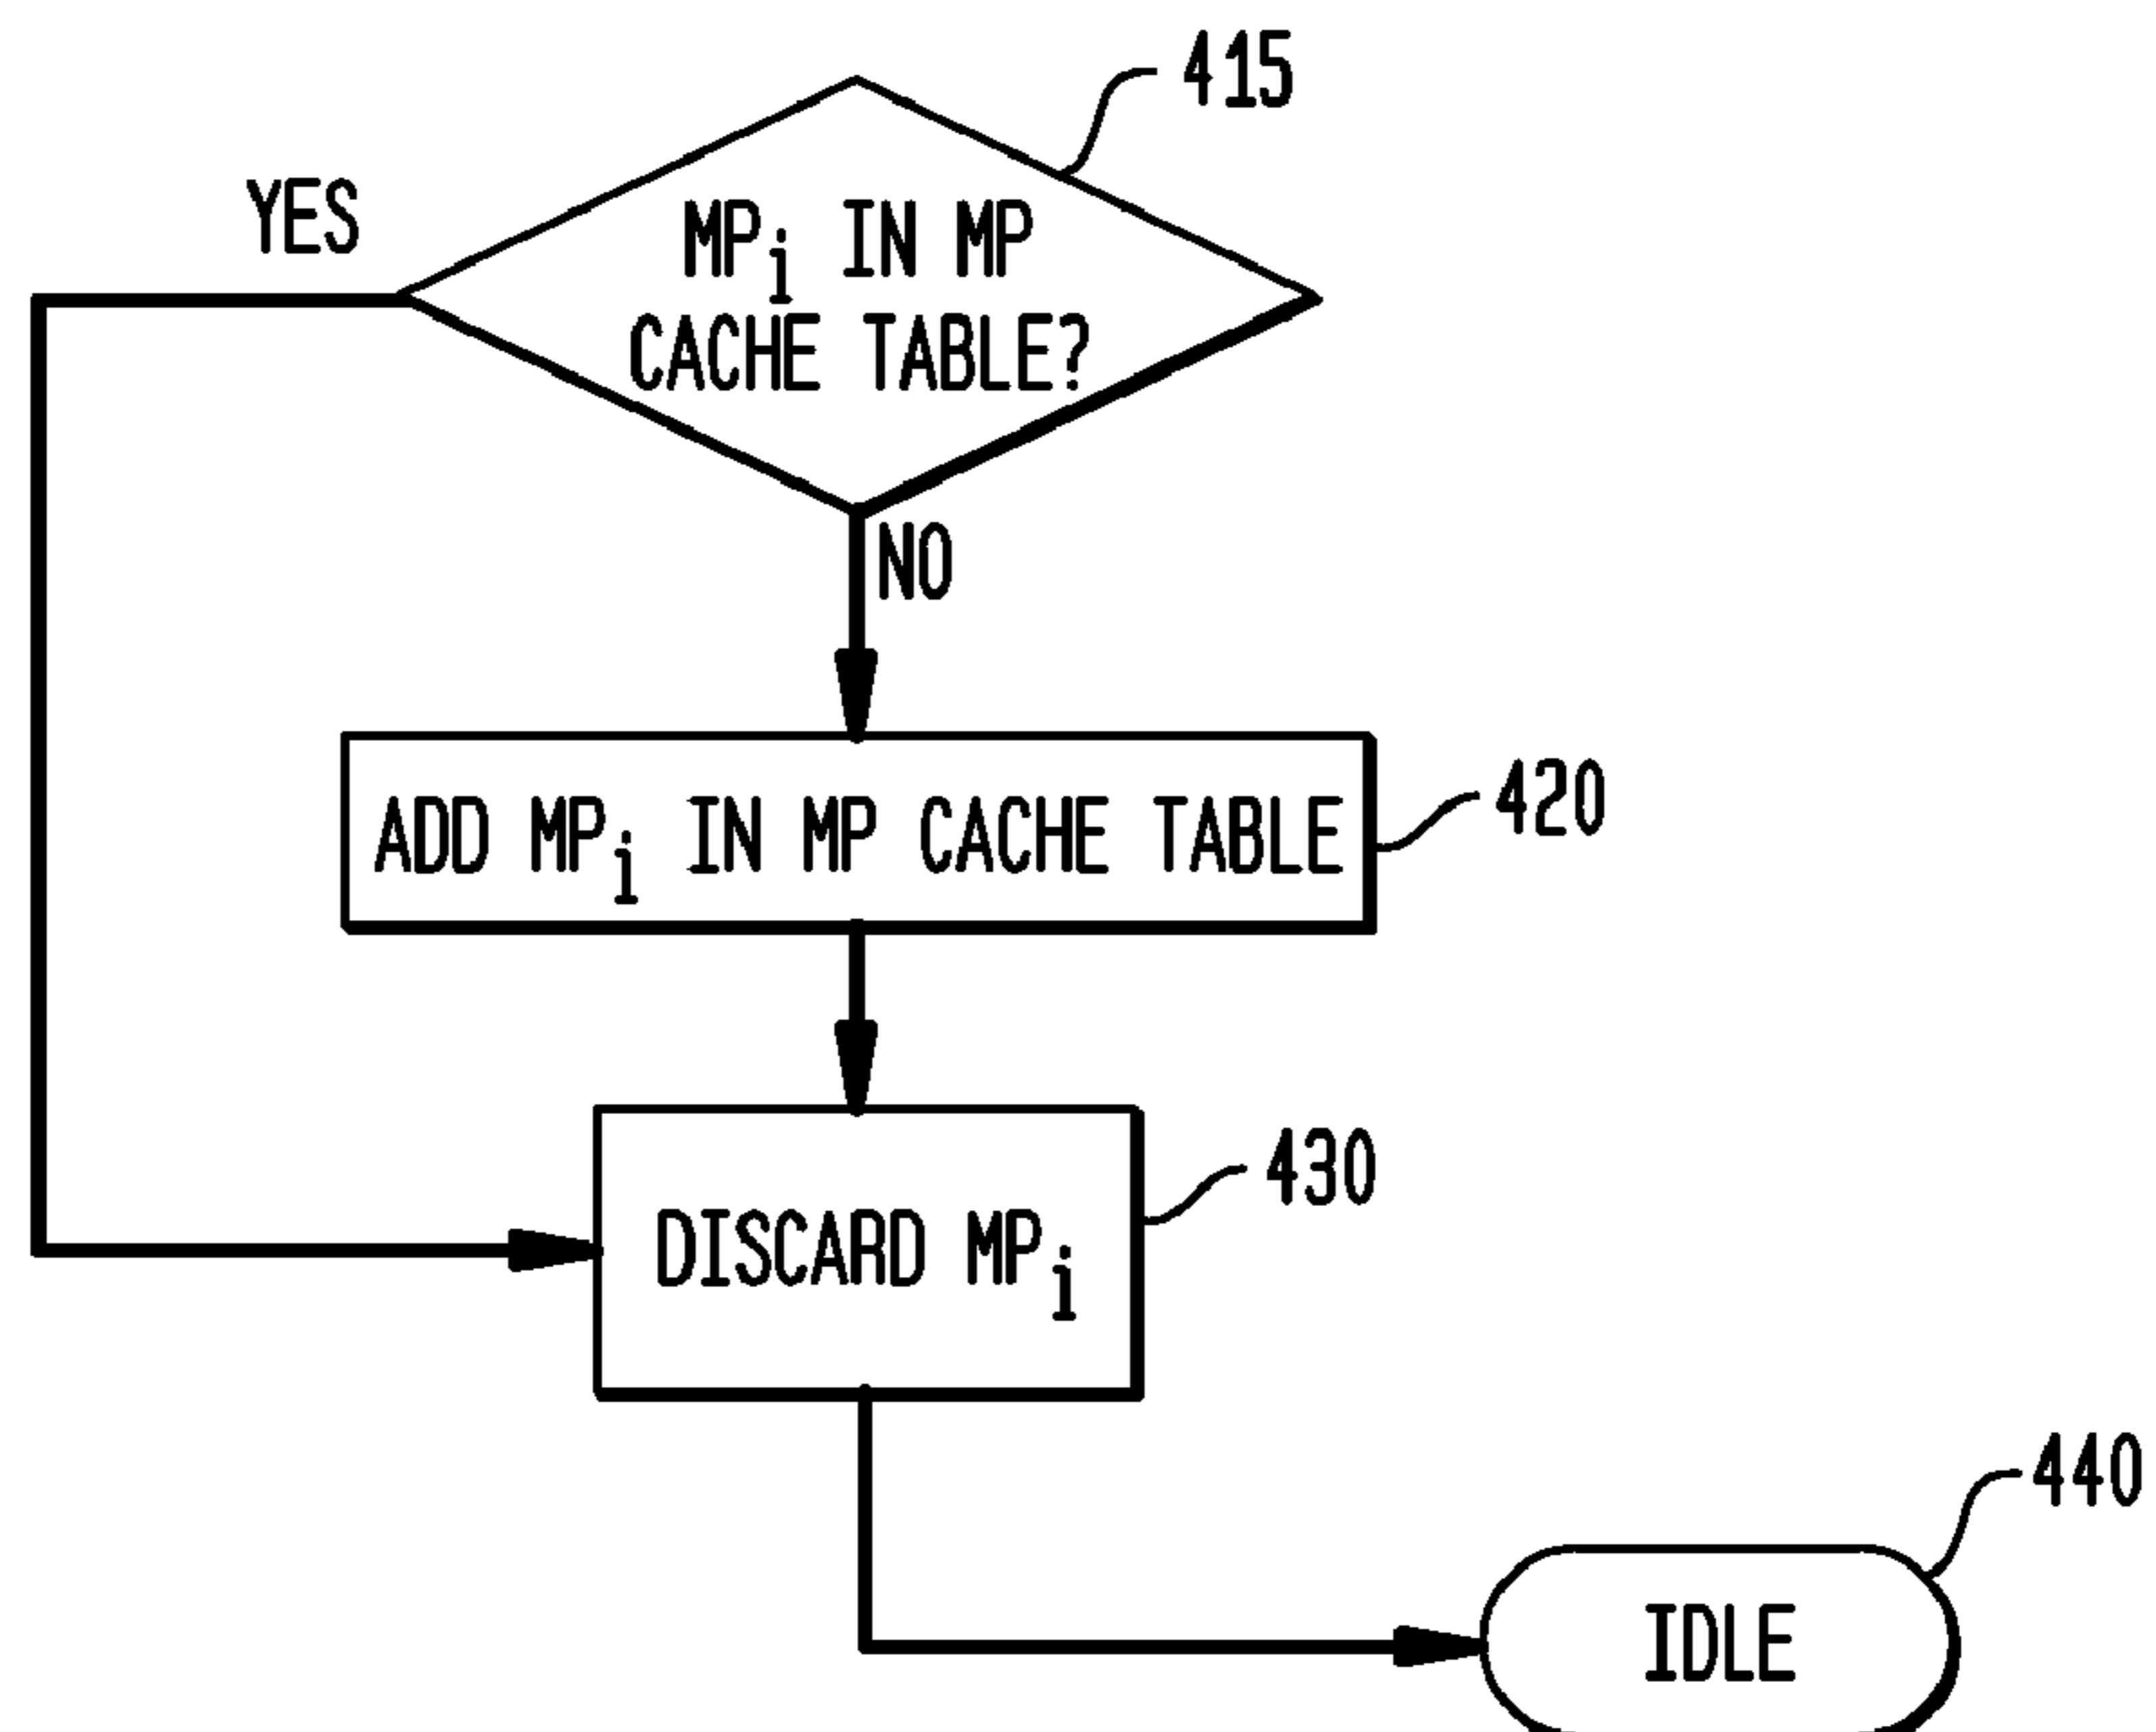 415
YES
MPi IN MP
CACHE TABLE?
NO
ADD MPi IN MP CACHE TABLE
420
430
DISCARD MPi
440
IDLE